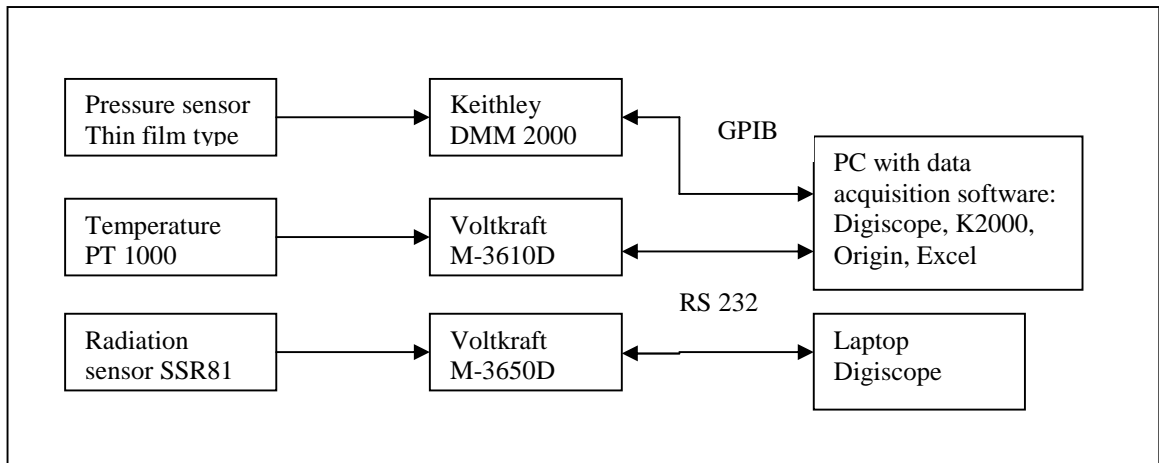 Pressure sensor
Thin film type
Keithley
DMM 2000
GPIB
PC with data
acquisition software:
Digiscope, K2000,
Origin, Excel
Temperature
PT 1000
Voltkraft
M-3610D
RS 232
Radiation
sensor SSR81
Voltkraft
M-3650D
Laptop
Digiscope